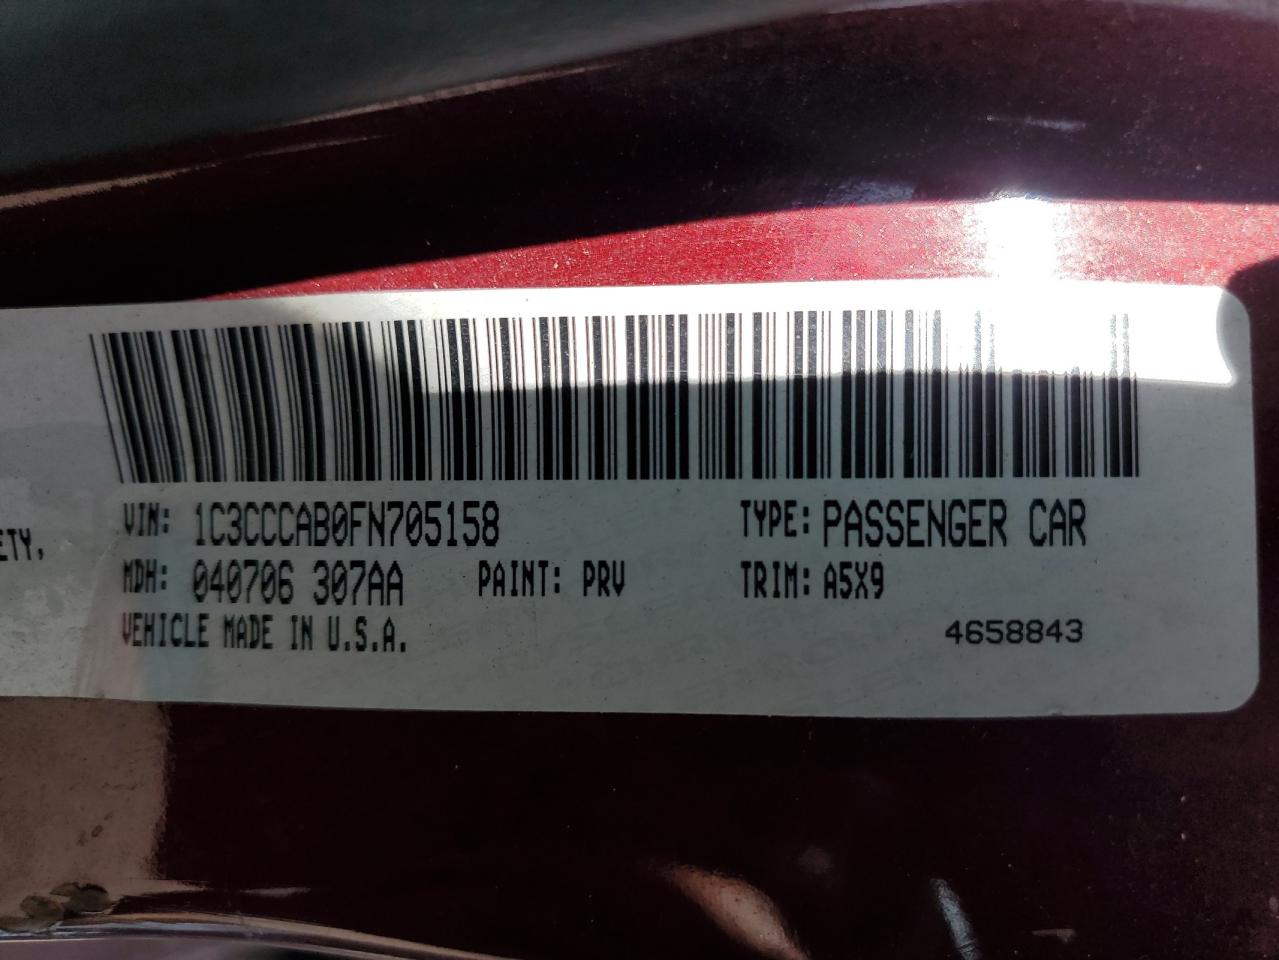 ETY,
VIN: 1C3CCCAB0FN705158 TYPE: PASSENGER CAR
MDH: 040706 307AA PAINT: PRV TRIM: A5X9
VEHICLE MADE IN U.S.A. 4658843